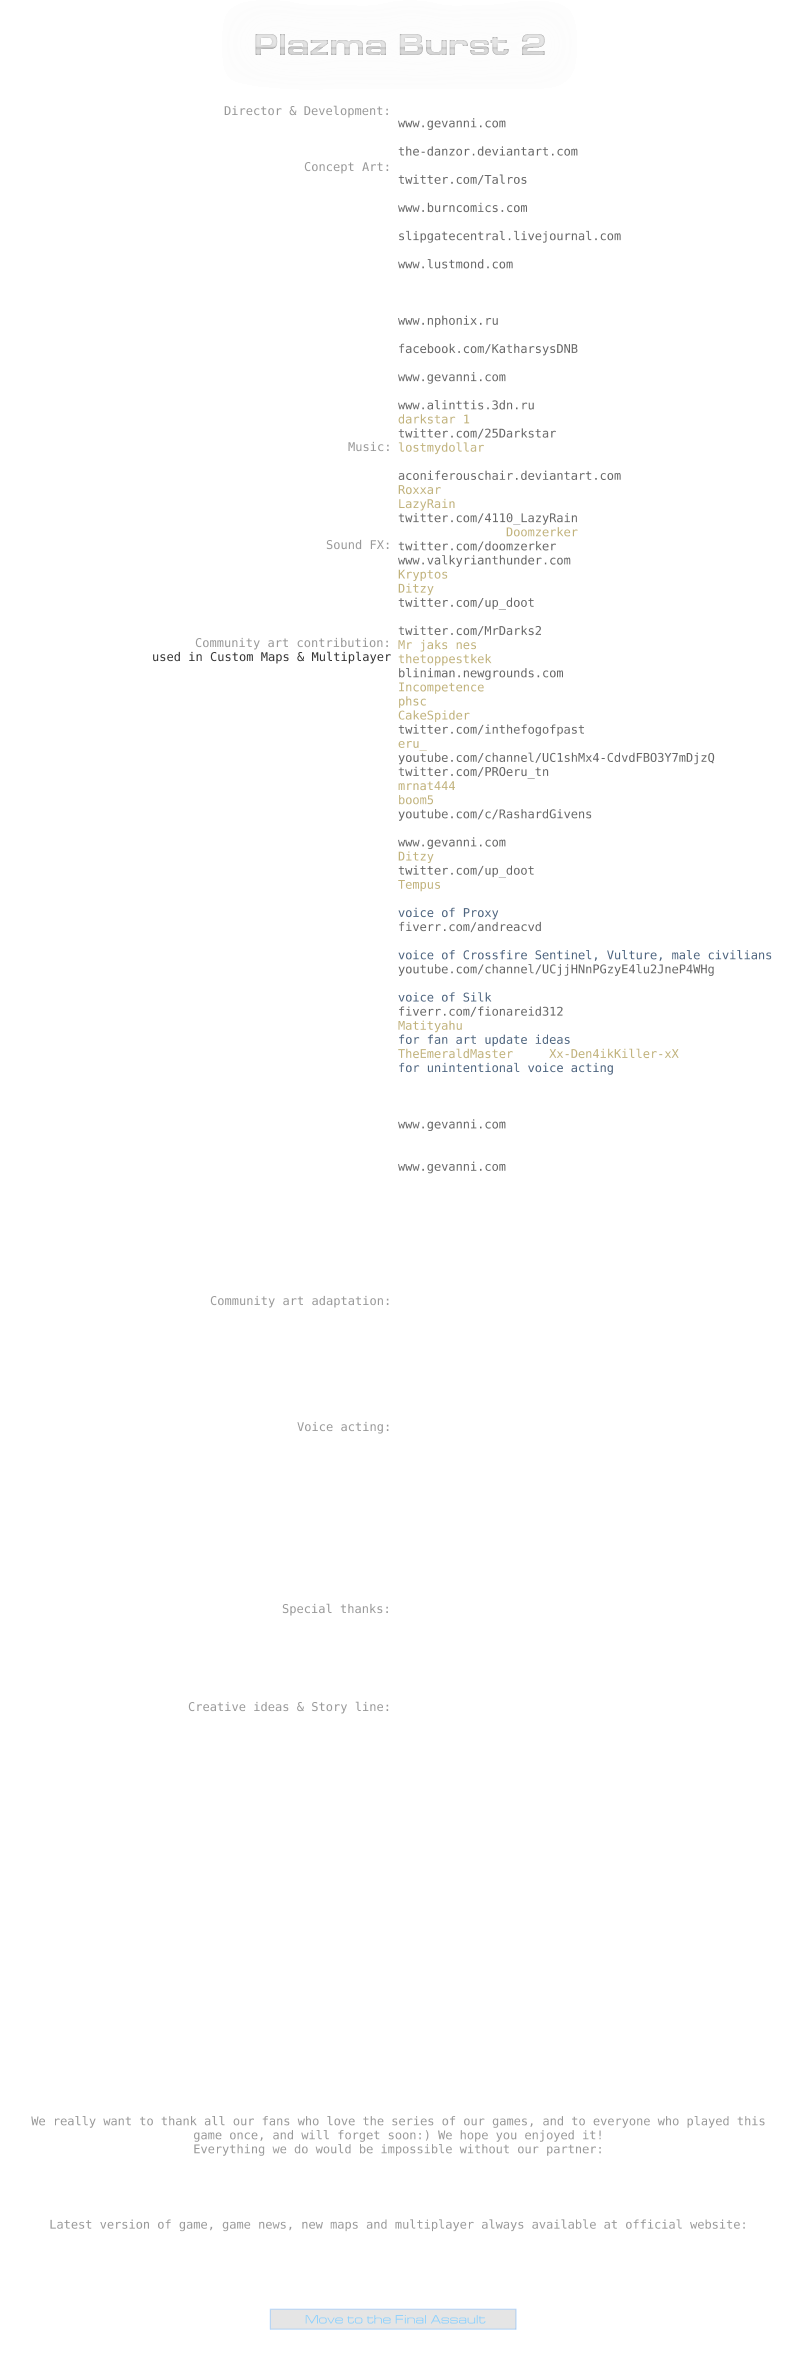 Plazma Burst 2
Director & Development:
www.gevanni.com
the-danzor.deviantart.com
Concept Art:
twitter.com/Talros
www.burncomics.com
slipgatecentral.livejournal.com
www.lustmond.com
www.nphonix.ru
facebook.com/KatharsysDNB
www.gevanni.com
www.alinttis.3dn.ru
darkstar 1
twitter.com/25Darkstar
Music: lostmydollar
aconiferouschair.deviantart.com
Roxxar
LazyRain
twitter.com/4110_LazyRain
Doomzerker
Sound FX: twitter.com/doomzerker
www.valkyrianthunder.com
Kryptos
Ditzy
twitter.com/up_doot
twitter.com/MrDarks2
Community art contribution: Mr jaks nes
used in Custom Maps & Multiplayer thetoppestkek
bliniman.newgrounds.com
Incompetence
phsc
CakeSpider
twitter.com/inthefogofpast
eru_
youtube.com/channel/UC1shMx4-CdvdFBO3Y7mDjzQ
twitter.com/PROeru_tn
mrnat444
boom5
youtube.com/c/RashardGivens
www.gevanni.com
Ditzy
twitter.com/up_doot
Tempus
voice of Proxy
fiverr.com/andreacvd
voice of Crossfire Sentinel, Vulture, male civilians
youtube.com/channel/UCjjHNnPGzyE4lu2JneP4WHg
voice of Silk
fiverr.com/fionareid312
Matityahu
for fan art update ideas
TheEmeraldMaster Xx-Den4ikKiller-xX
for unintentional voice acting
www.gevanni.com
www.gevanni.com
Community art adaptation:
Voice acting:
Special thanks:
Creative ideas & Story line:
We really want to thank all our fans who love the series of our games, and to everyone who played this
game once, and will forget soon:) We hope you enjoyed it!
Everything we do would be impossible without our partner:
Latest version of game, game news, new maps and multiplayer always available at official website:
Move to the Final Assault